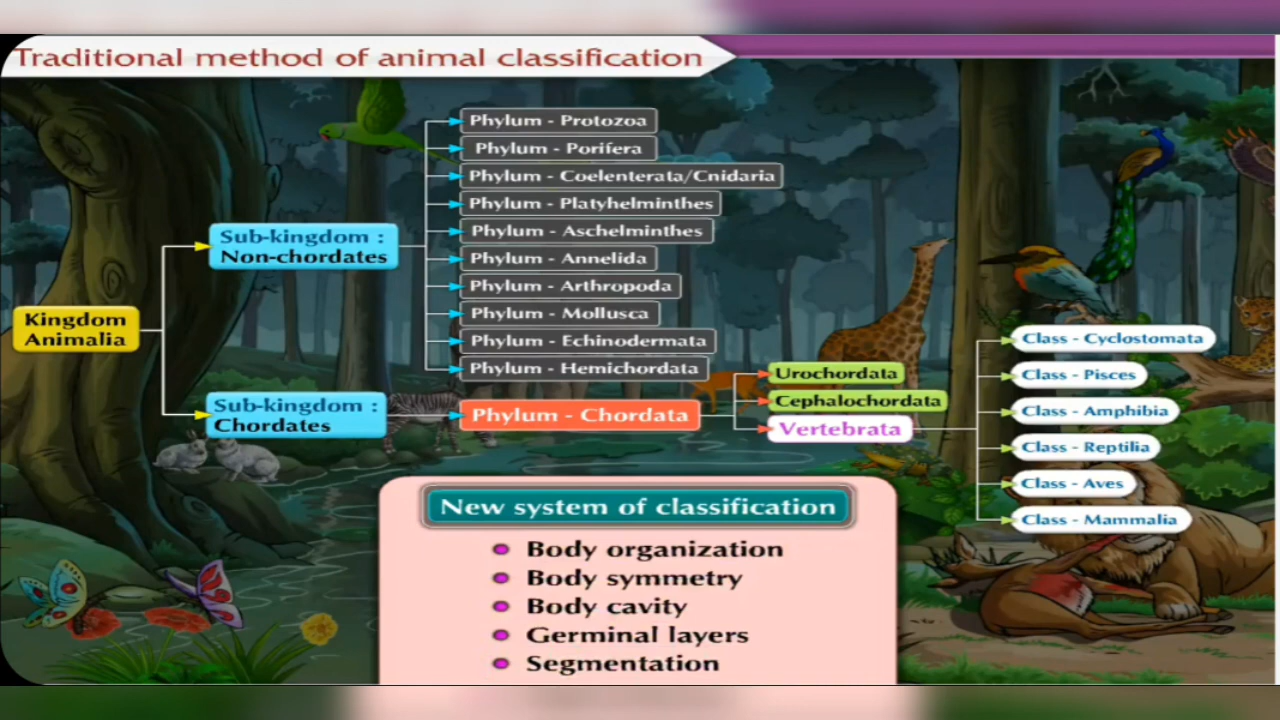 Traditional method of animal classification
Kingdom
Animalia
Sub-kingdom :
Non-chordates
Phylum - Protozoa
Phylum - Porifera
Phylum - Coelenterata/Cnidaria
Phylum - Platyhelminthes
Phylum - Aschelminthes
Phylum - Annelida
Phylum - Arthropoda
Phylum - Mollusca
Phylum - Echinodermata
Phylum - Hemichordata
Sub-kingdom :
Chordates
Phylum - Chordata
Urochordata
Cephalochordata
Vertebrata
Class - Cyclostomata
Class - Pisces
Class - Amphibia
Class - Reptilia
Class - Aves
Class - Mammalia
New system of classification
Body organization
Body symmetry
Body cavity
Germinal layers
Segmentation